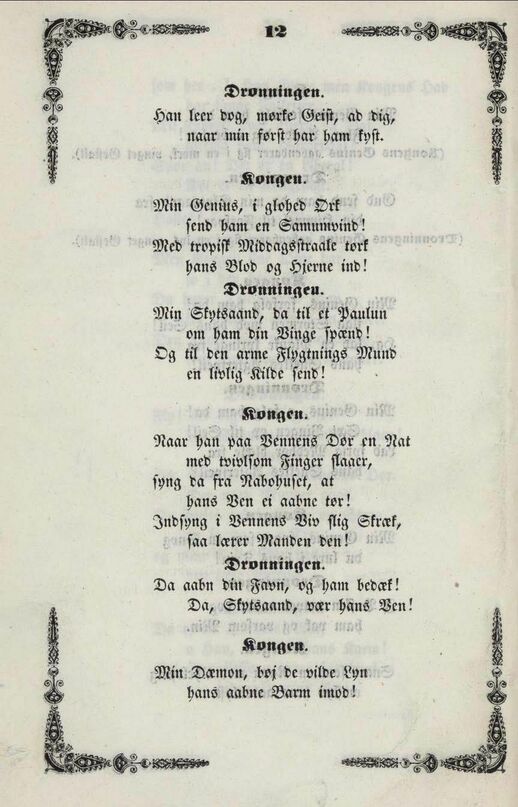 12
Dronningen.
Han leer dog, mørke Geist, ad dig,
naar min først har ham kyst.
Kongen.
Min Genius, i glohed Ørk
send ham en Samumvind!
Med tropisk Middagsstraale tørk
hans Blod og Hjerne ind!
Dronningen.
Min Skytsaand, da til et Paulun
om ham din Vinge spænd!
Og til den arme Flygtnings Mund
en livlig Kilde send!
Kongen.
Naar han paa Vennens Dør en Nat
med tvivlsom Finger slaaer,
syng da fra Nabohuset, at
hans Ven ei aabne tør!
Indsyng i Vennens Viv slig Skræk,
saa lærer Manden den!
Dronningen.
Da aabn din Favn, og ham bedæk!
Da, Skytsaand, vær hans Ven!
Kongen.
Min Dæmon, bøj de vilde Lyn
hans aabne Barm imod!